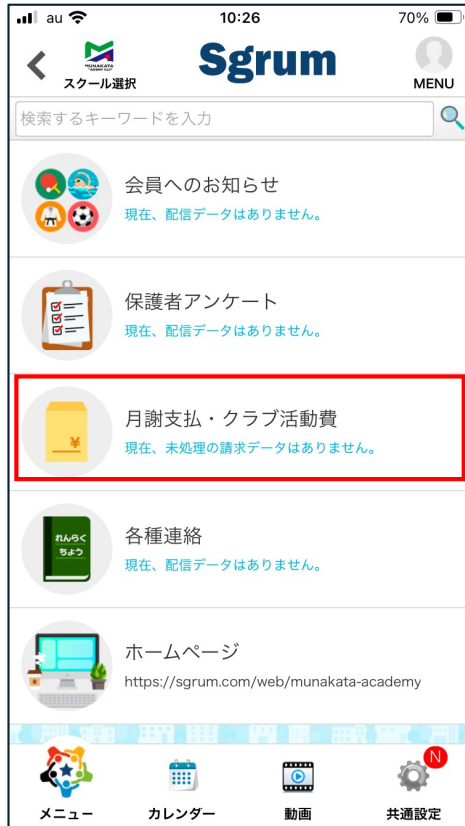 au 10:26 70%
MUNAKATA
スクール選択
Sgrum
MENU
検索するキーワードを入力
会員へのお知らせ
現在、配信データはありません。
保護者アンケート
現在、配信データはありません。
¥
月謝支払・クラブ活動費
現在、未処理の請求データはありません。
れんらく
ちょう
各種連絡
現在、配信データはありません。
ホームページ
https://sgrum.com/web/munakata-academy
N
メニュー カレンダー 動画 共通設定